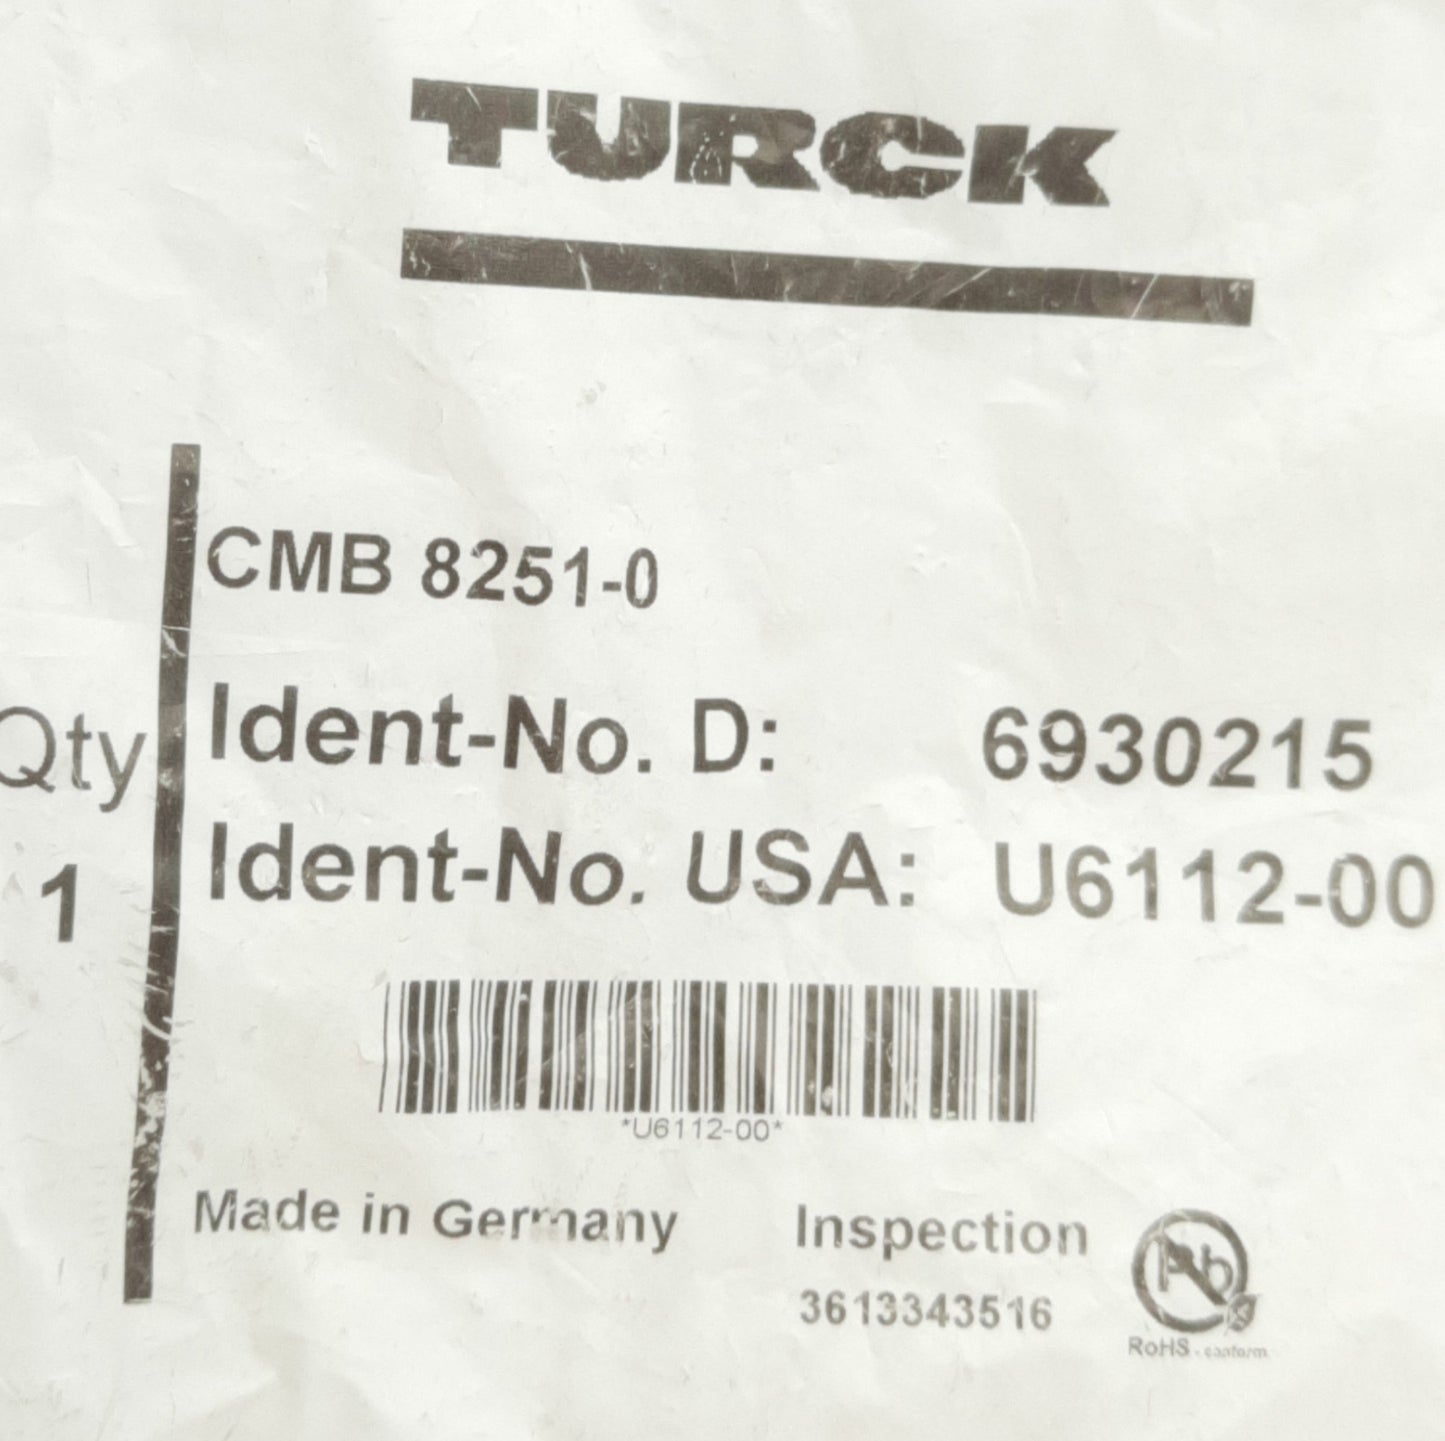 TURCK
CMB 8251-0
Qty
Ident-No. D: 6930215
1
Ident-No. USA: U6112-00
*U6112-00*
Made in Germany
Inspection
3613343516
Pb
RoHS - conform